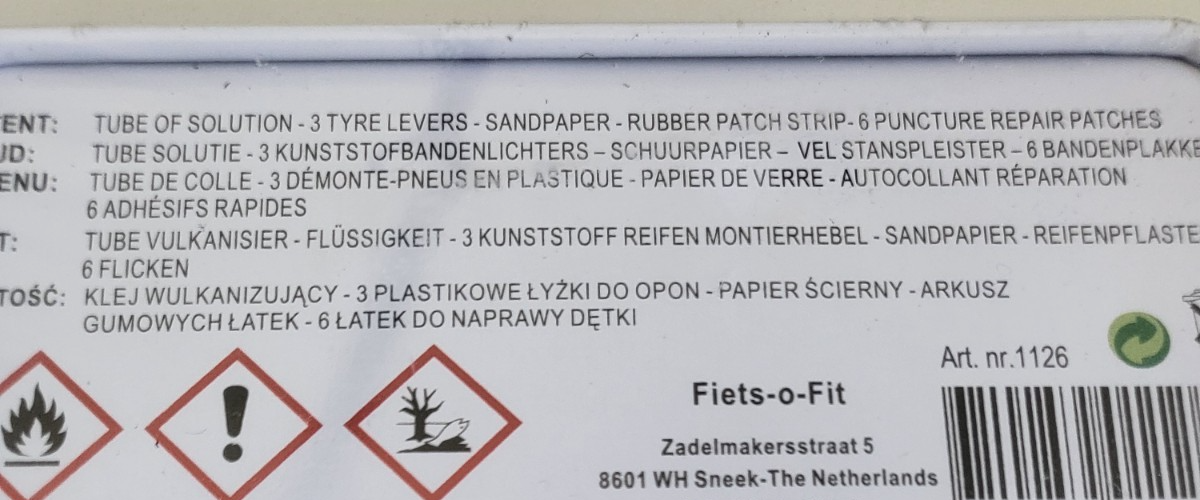 ENT: TUBE OF SOLUTION - 3 TYRE LEVERS - SANDPAPER - RUBBER PATCH STRIP- 6 PUNCTURE REPAIR PATCHES
UD: TUBE SOLUTIE - 3 KUNSTSTOFBANDENLICHTERS – SCHUURPAPIER – VEL STANSPLEISTER – 6 BANDENPLAKKE
ENU: TUBE DE COLLE - 3 DÉMONTE-PNEUS EN PLASTIQUE - PAPIER DE VERRE - AUTOCOLLANT RÉPARATION
6 ADHÉSIFS RAPIDES
T: TUBE VULKANISIER - FLÜSSIGKEIT - 3 KUNSTSTOFF REIFEN MONTIERHEBEL - SANDPAPIER - REIFENPFLASTE
6 FLICKEN
TOŚĆ: KLEJ WULKANIZUJĄCY - 3 PLASTIKOWE ŁYŻKI DO OPON - PAPIER ŚCIERNY - ARKUSZ
GUMOWYCH ŁATEK - 6 ŁATEK DO NAPRAWY DĘTKI
Art. nr.1126
Fiets-o-Fit
Zadelmakersstraat 5
8601 WH Sneek-The Netherlands